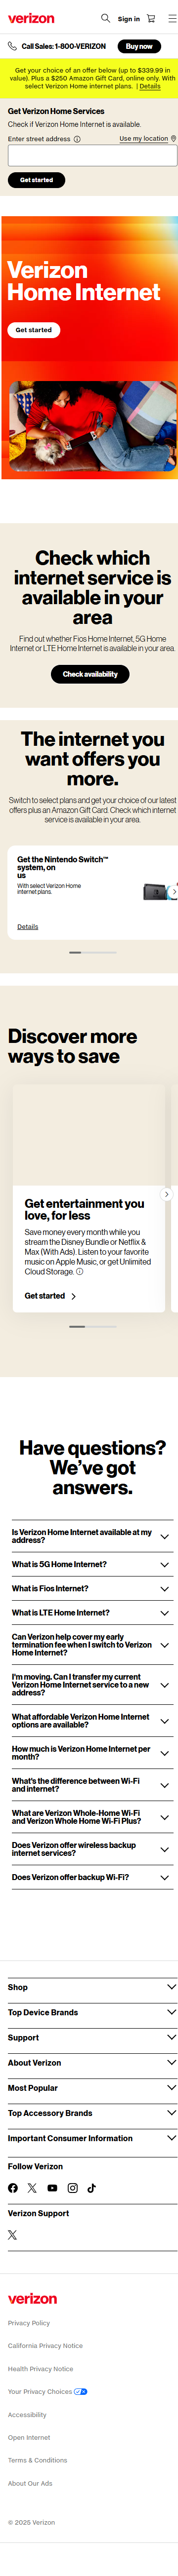 verizon
Sign in
Call Sales: 1-800-VERIZON
Buy now
Get your choice of an offer below (up to $339.99 in
value). Plus a $250 Amazon Gift Card, online only. With
select Verizon Home internet plans. | Details
Get Verizon Home Services
Check if Verizon Home Internet is available.
Enter street address
Use my location
Get started
Verizon
Home Internet
Get started
Check which
internet service is
available in your
area
Find out whether Fios Home Internet, 5G Home
Internet or LTE Home Internet is available in your area.
Check availability
The internet you
want offers you
more.
Switch to select plans and get your choice of our latest
offers plus an Amazon Gift Card. Check which internet
service is available in your area.
Get the Nintendo Switch™
system, on
us
With select Verizon Home
internet plans.
Details
Discover more
ways to save
Get entertainment you
love, for less
Save money every month while you
stream the Disney Bundle or Netflix &
Max (With Ads). Listen to your favorite
music on Apple Music, or get Unlimited
Cloud Storage.
Get started
Have questions?
We've got
answers.
Is Verizon Home Internet available at my
address?
What is 5G Home Internet?
What is Fios Internet?
What is LTE Home Internet?
Can Verizon help cover my early
termination fee when I switch to Verizon
Home Internet?
I'm moving. Can I transfer my current
Verizon Home Internet service to a new
address?
What affordable Verizon Home Internet
options are available?
How much is Verizon Home Internet per
month?
What's the difference between Wi-Fi
and internet?
What are Verizon Whole-Home Wi-Fi
and Verizon Whole Home Wi-Fi Plus?
Does Verizon offer wireless backup
internet services?
Does Verizon offer backup Wi-Fi?
Shop
Top Device Brands
Support
About Verizon
Most Popular
Top Accessory Brands
Important Consumer Information
Follow Verizon
Verizon Support
verizon
Privacy Policy
California Privacy Notice
Health Privacy Notice
Your Privacy Choices
Accessibility
Open Internet
Terms & Conditions
About Our Ads
© 2025 Verizon